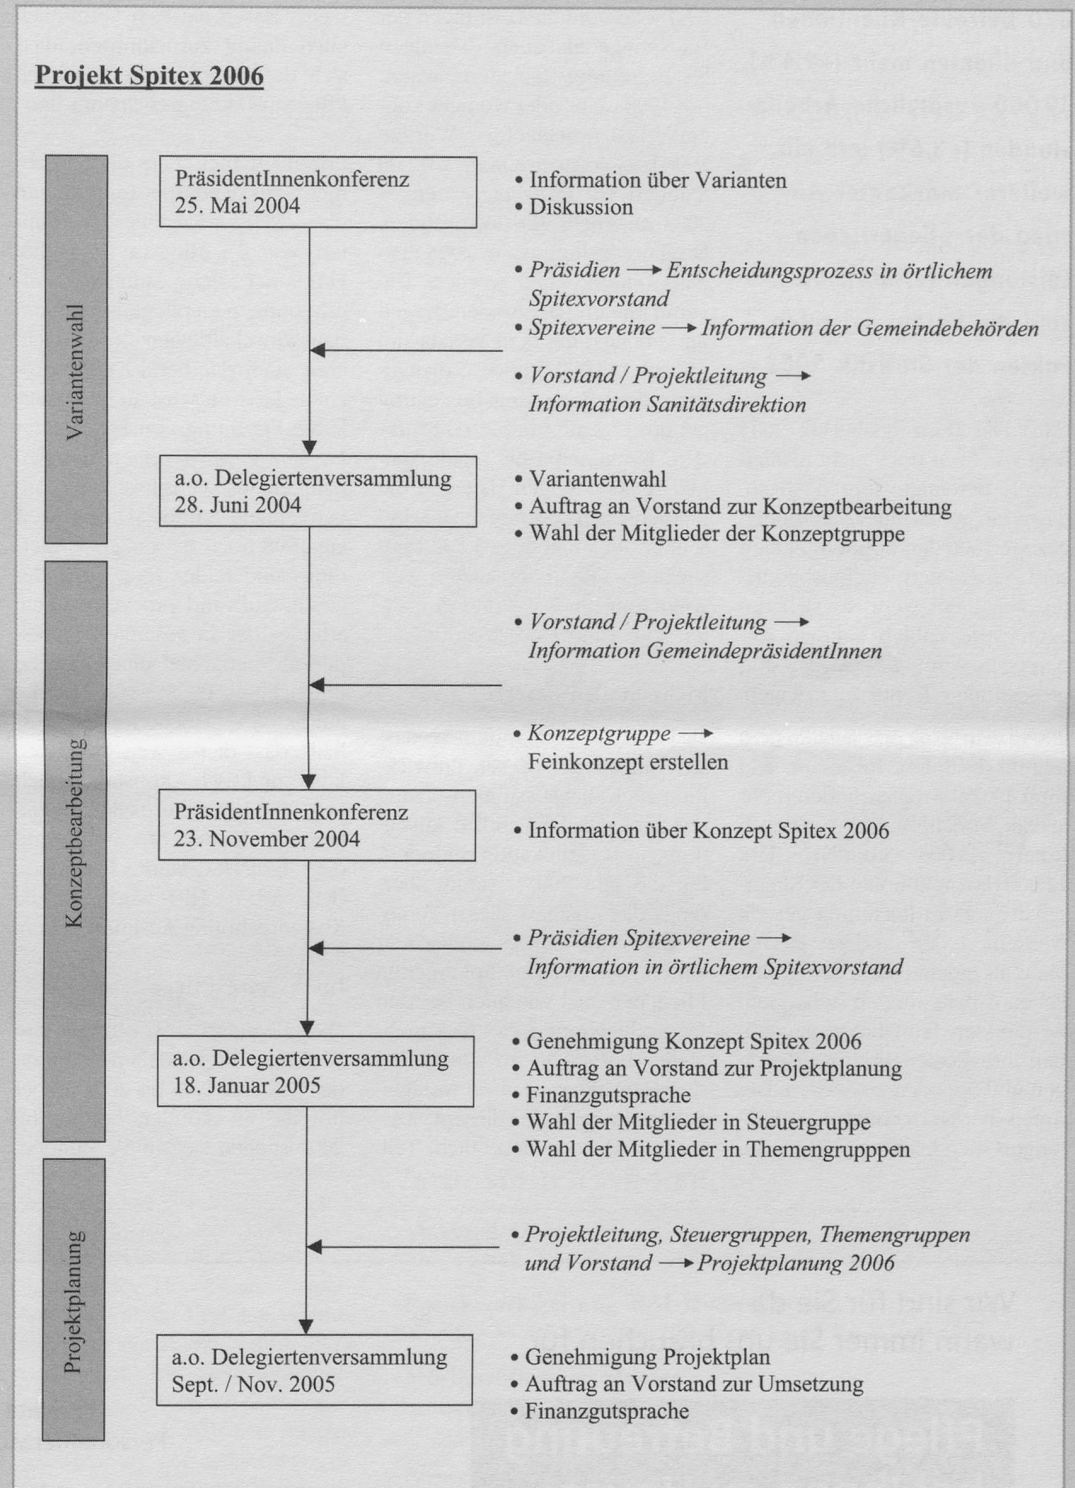 Projekt Spitex 2006
Variantenwahl
PräsidentInnenkonferenz
25. Mai 2004
• Information über Varianten
• Diskussion
• Präsidien → Entscheidungsprozess in örtlichem
Spitexvorstand
• Spitexvereine → Information der Gemeindebehörden
• Vorstand / Projektleitung →
Information Sanitätsdirektion
a.o. Delegiertenversammlung
28. Juni 2004
• Variantenwahl
• Auftrag an Vorstand zur Konzeptbearbeitung
• Wahl der Mitglieder der Konzeptgruppe
Konzeptbearbeitung
• Vorstand / Projektleitung →
Information GemeindepräsidentInnen
• Konzeptgruppe →
Feinkonzept erstellen
PräsidentInnenkonferenz
23. November 2004
• Information über Konzept Spitex 2006
• Präsidien Spitexvereine →
Information in örtlichem Spitexvorstand
a.o. Delegiertenversammlung
18. Januar 2005
• Genehmigung Konzept Spitex 2006
• Auftrag an Vorstand zur Projektplanung
• Finanzgutsprache
• Wahl der Mitglieder in Steuergruppe
• Wahl der Mitglieder in Themengrupppen
Projektplanung
• Projektleitung, Steuergruppen, Themengruppen
und Vorstand → Projektplanung 2006
a.o. Delegiertenversammlung
Sept. / Nov. 2005
• Genehmigung Projektplan
• Auftrag an Vorstand zur Umsetzung
• Finanzgutsprache